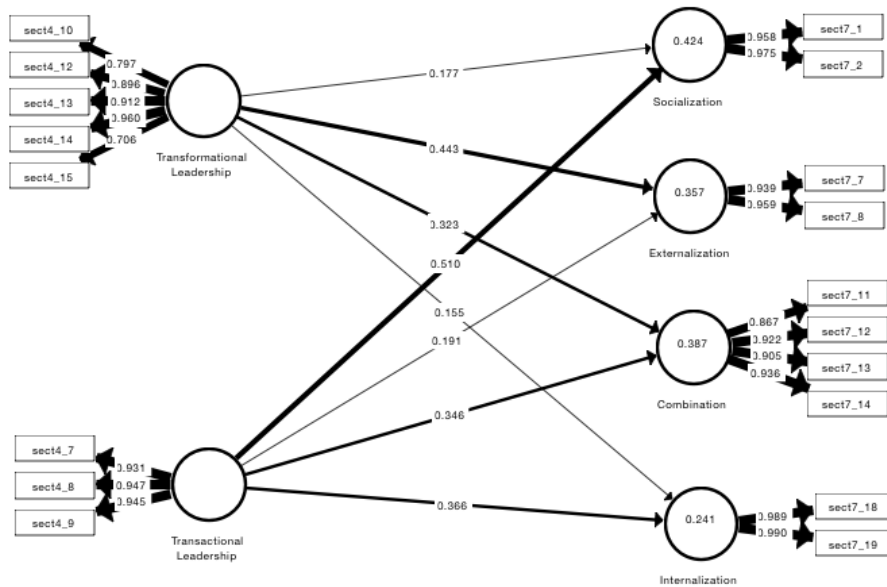 sect4_10
sect4_12
sect4_13
sect4_14
sect4_15
0.797
0.896
0.912
0.960
0.706
Transformational
Leadership
0.177
0.443
0.323
0.510
0.155
0.191
0.346
0.366
sect4_7
sect4_8
sect4_9
0.931
0.947
0.945
Transactional
Leadership
0.424
Socialization
0.958
0.975
sect7_1
sect7_2
0.357
Externalization
0.939
0.959
sect7_7
sect7_8
0.387
Combination
0.867
0.922
0.905
0.936
sect7_11
sect7_12
sect7_13
sect7_14
0.241
Internalization
0.989
0.990
sect7_18
sect7_19